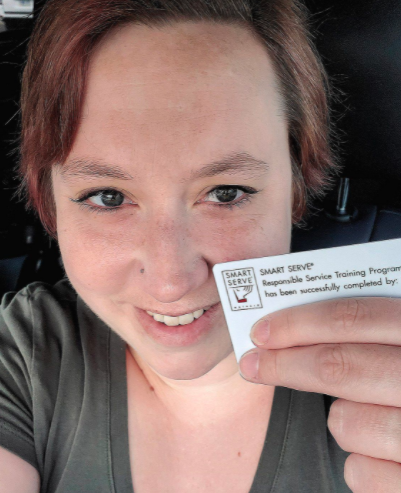 SMART
SERVE
SMART SERVE®
Responsible Service Training Program
has been successfully completed by: